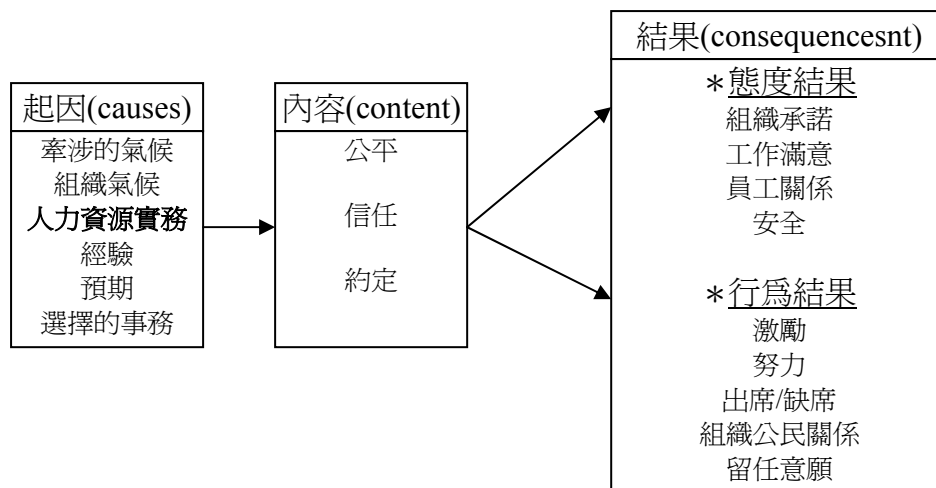 起因(causes)
牽涉的氣候
組織氣候
人力資源實務
經驗
預期
選擇的事務
內容(content)
公平
信任
約定
結果(consequencesnt)
＊態度結果
組織承諾
工作滿意
員工關係
安全
＊行為結果
激勵
努力
出席/缺席
組織公民關係
留任意願